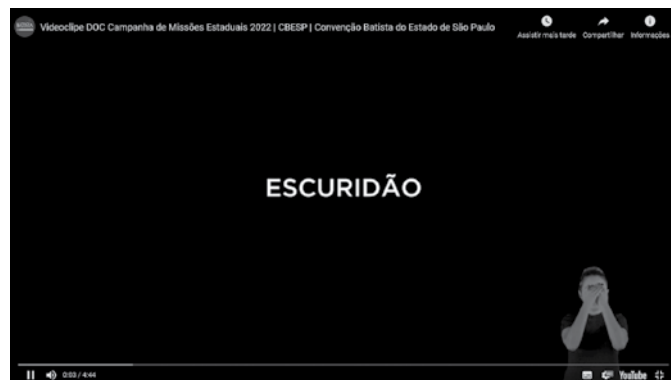 Videoclipe DOC Campanha de Missões Estaduais 2022 | CBESP | Convenção Batista do Estado de São Paulo
Assistir mais tarde Compartilhar Informações
ESCURIDÃO
0:03 / 4:44
YouTube